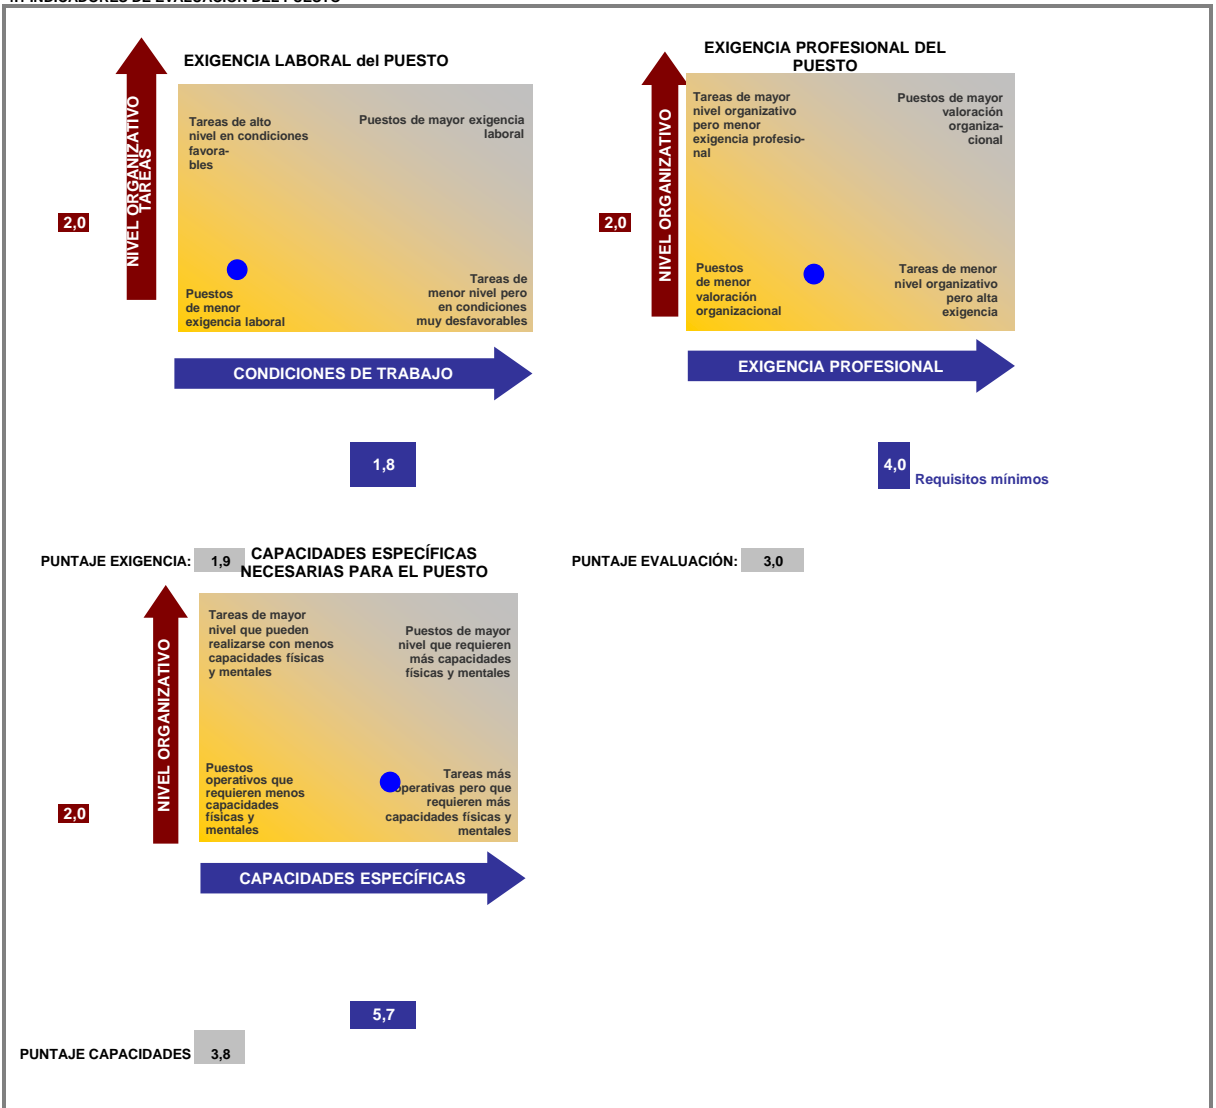 4.1 INDICADORES DE EVALUACIÓN DEL PUESTO
EXIGENCIA LABORAL del PUESTO
NIVEL ORGANIZATIVO
TAREAS
2,0
Tareas de alto
nivel en condiciones
favora-
bles
Puestos de mayor exigencia
laboral
Puestos
de menor
exigencia laboral
Tareas de
menor nivel pero
en condiciones
muy desfavorables
CONDICIONES DE TRABAJO
1,8
PUNTAJE EXIGENCIA: 1,9
EXIGENCIA PROFESIONAL DEL
PUESTO
NIVEL ORGANIZATIVO
2,0
Tareas de mayor
nivel organizativo
pero menor
exigencia profesio-
nal
Puestos de mayor
valoración
organiza-
cional
Puestos
de menor
valoración
organizacional
Tareas de menor
nivel organizativo
pero alta
exigencia
EXIGENCIA PROFESIONAL
4,0
Requisitos mínimos
PUNTAJE EVALUACIÓN: 3,0
CAPACIDADES ESPECÍFICAS
NECESARIAS PARA EL PUESTO
NIVEL ORGANIZATIVO
2,0
Tareas de mayor
nivel que pueden
realizarse con menos
capacidades físicas
y mentales
Puestos de mayor
nivel que requieren
más capacidades
físicas y mentales
Puestos
operativos que
requieren menos
capacidades
físicas y
mentales
Tareas más
operativas pero que
requieren más
capacidades físicas y
mentales
CAPACIDADES ESPECÍFICAS
5,7
PUNTAJE CAPACIDADES 3,8